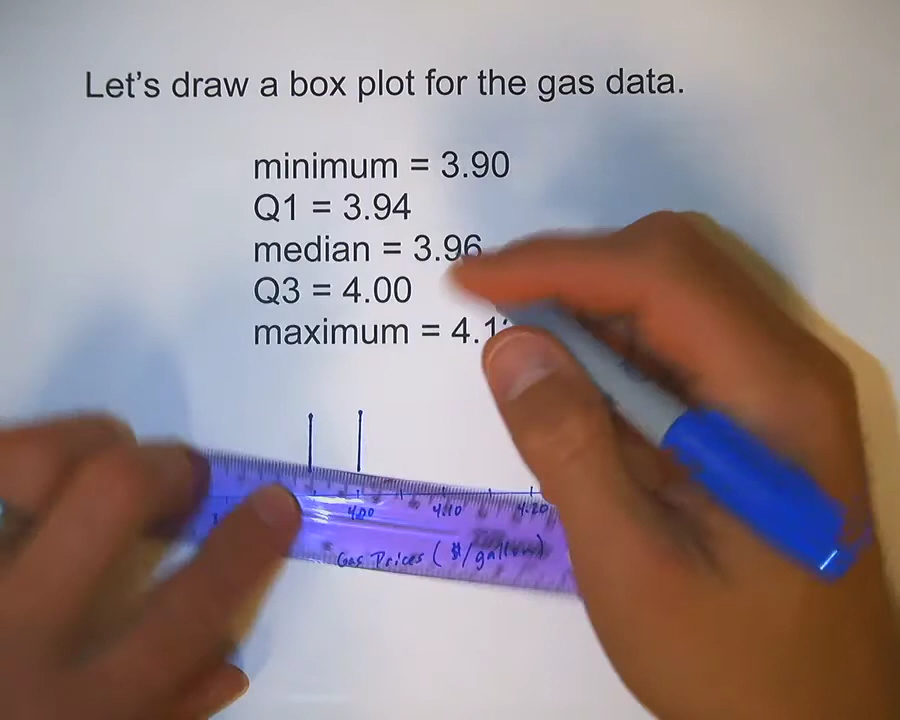 Let's draw a box plot for the gas data.
minimum = 3.90
Q1 = 3.94
median = 3.96
Q3 = 4.00
maximum =
4.00 4.10 4.20
Gas Prices ($/gallon)